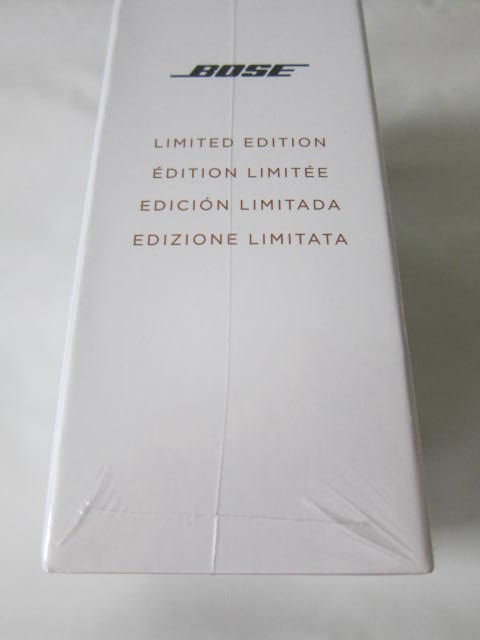 BOSE
LIMITED EDITION
ÉDITION LIMITÉE
EDICIÓN LIMITADA
EDIZIONE LIMITATA